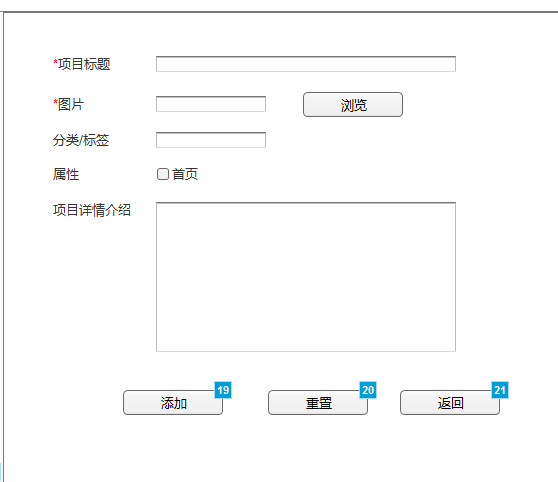 *项目标题
*图片 浏览
分类/标签
属性 首页
项目详情介绍
添加 19 重置 20 返回 21